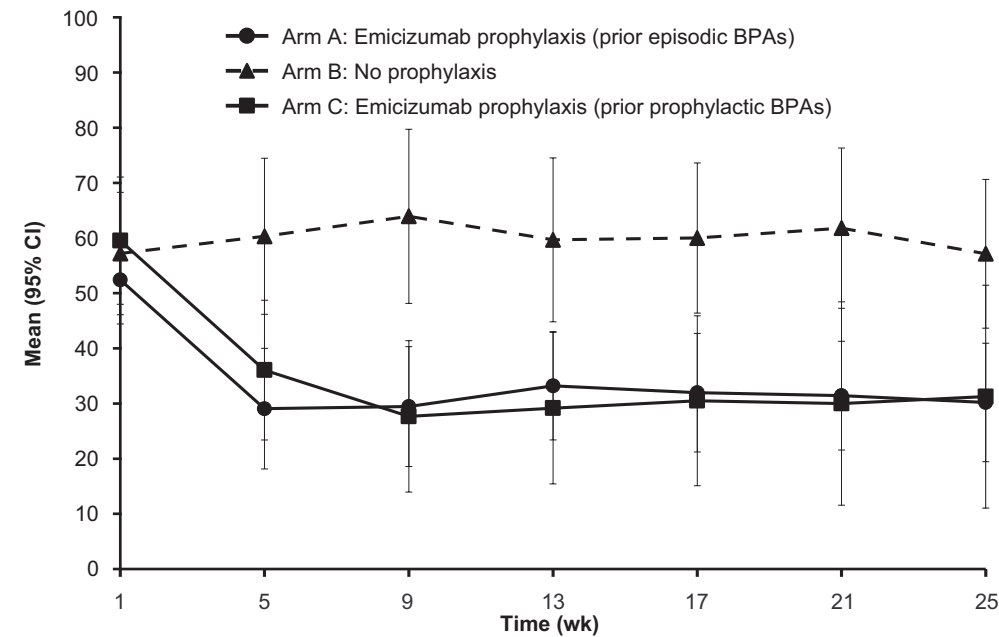 Arm A: Emicizumab prophylaxis (prior episodic BPAs)
Arm B: No prophylaxis
Arm C: Emicizumab prophylaxis (prior prophylactic BPAs)
Mean (95% CI)
100
90
80
70
60
50
40
30
20
10
0
1 5 9 13 17 21 25
Time (wk)